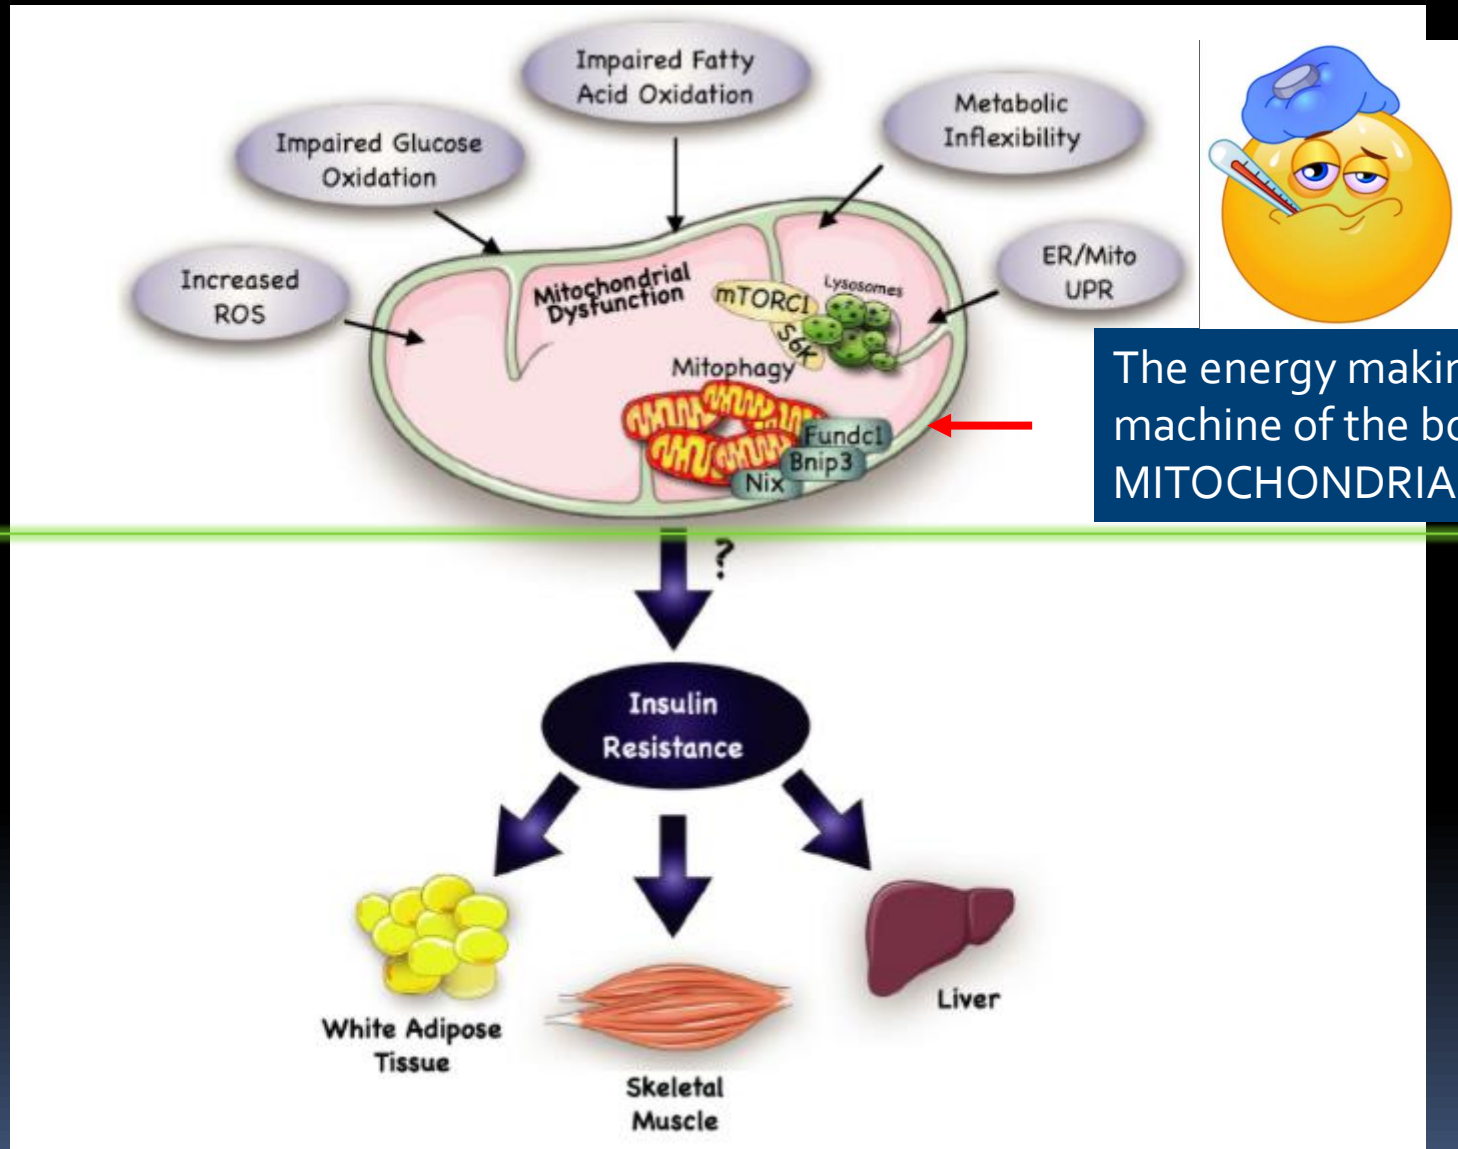 Impaired Fatty
Acid Oxidation
Metabolic
Inflexibility
Impaired Glucose
Oxidation
ER/Mito
UPR
Increased
ROS
Mitochondrial
Dysfunction
mTORC1
Lysosomes
S6K
Mitophagy
Fundc1
Bnip3
Nix
The energy makin
machine of the bo
MITOCHONDRIA
?
Insulin
Resistance
White Adipose
Tissue
Skeletal
Muscle
Liver